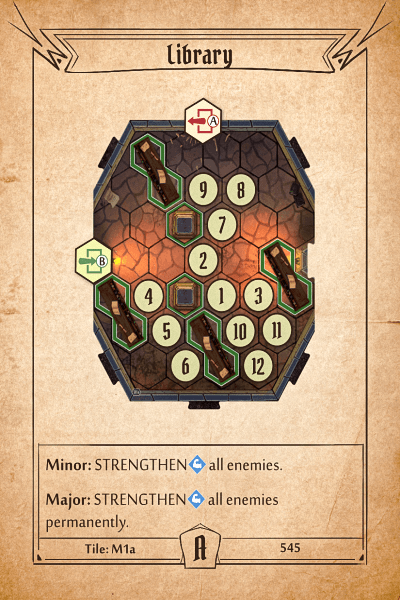 Library
A
9 8
7
B
2
4 1 3
5 10 11
6 12
Minor: STRENGTHEN all enemies.
Major: STRENGTHEN all enemies
permanently.
Tile: M1a A 545